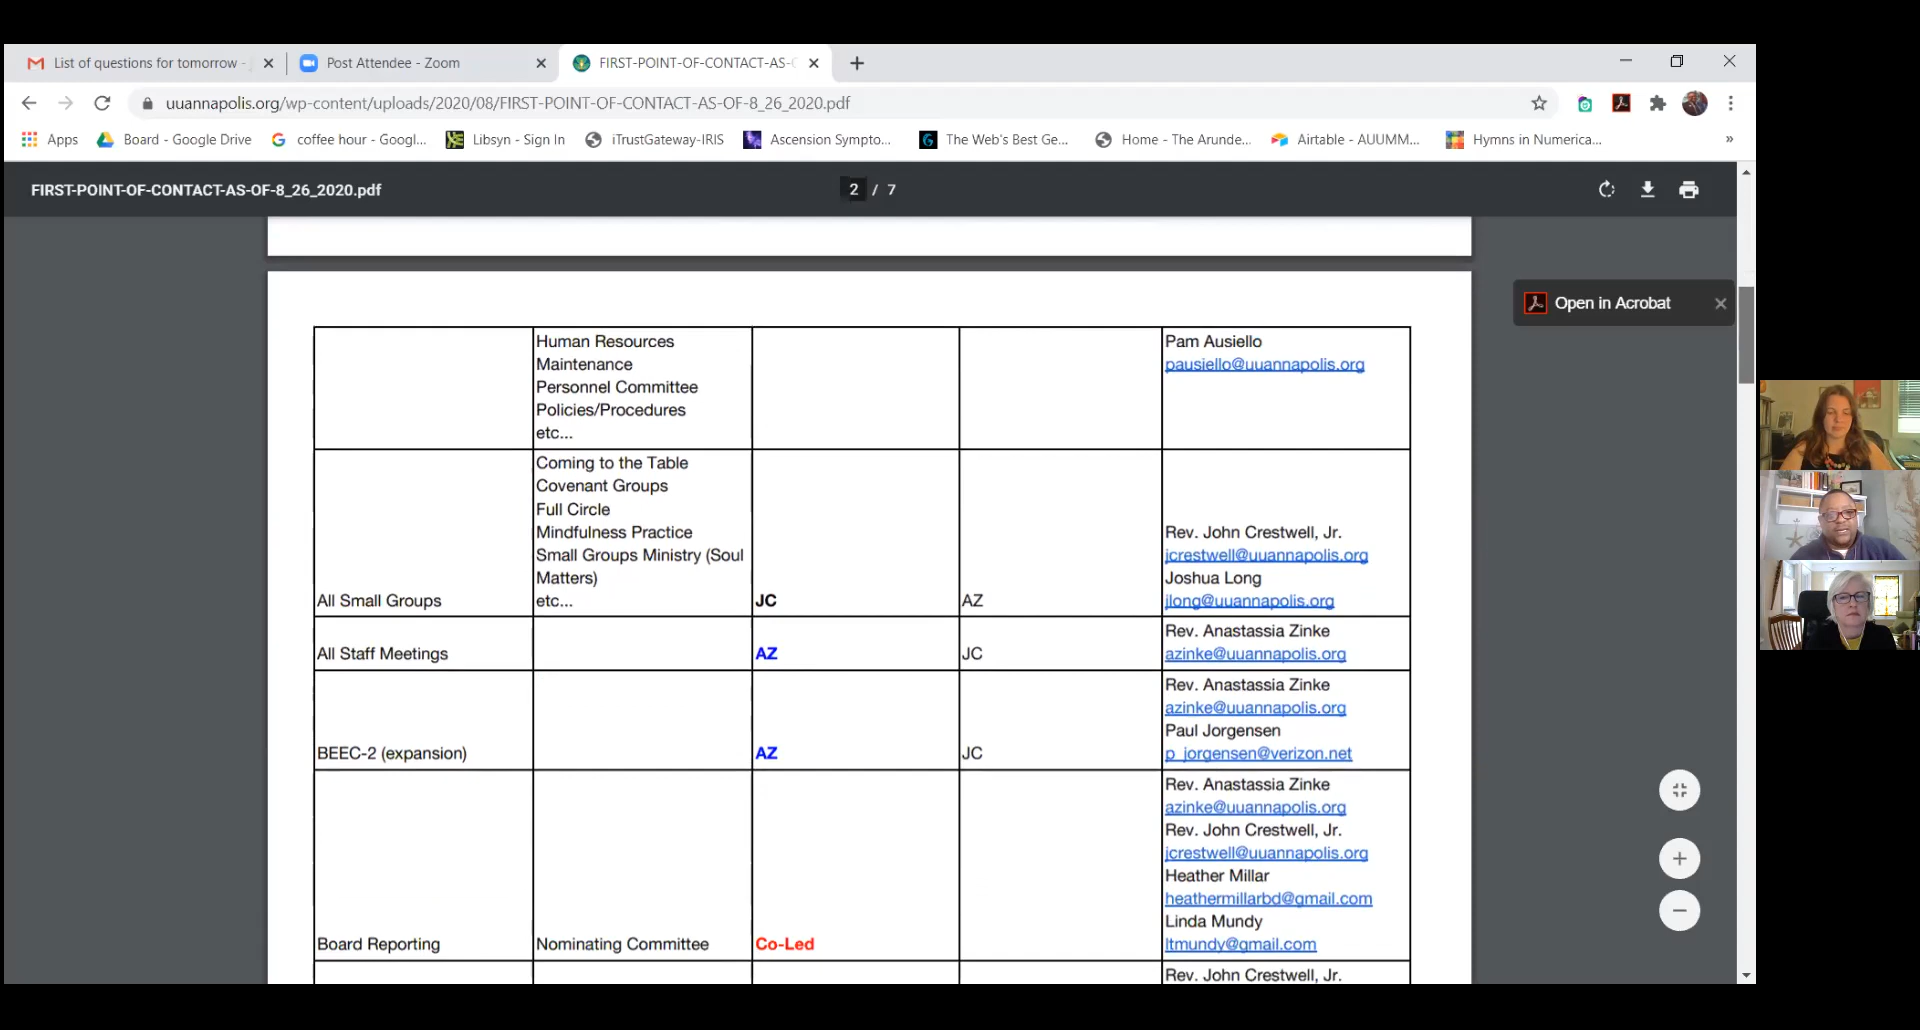 List of questions for tomorrow -
Post Attendee - Zoom
FIRST-POINT-OF-CONTACT-AS-
uuannapolis.org/wp-content/uploads/2020/08/FIRST-POINT-OF-CONTACT-AS-OF-8_26_2020.pdf
Apps
Board - Google Drive
coffee hour - Googl...
Libsyn - Sign In
iTrustGateway-IRIS
Ascension Sympto...
The Web's Best Ge...
Home - The Arunde...
Airtable - AUUMM...
Hymns in Numerica...
»
FIRST-POINT-OF-CONTACT-AS-OF-8_26_2020.pdf
2 / 7
Open in Acrobat
Human Resources
Maintenance
Personnel Committee
Policies/Procedures
etc...
Pam Ausiello
pausiello@uuannapolis.org
All Small Groups
Coming to the Table
Covenant Groups
Full Circle
Mindfulness Practice
Small Groups Ministry (Soul
Matters)
etc...
JC
AZ
Rev. John Crestwell, Jr.
jcrestwell@uuannapolis.org
Joshua Long
jlong@uuannapolis.org
All Staff Meetings
AZ
JC
Rev. Anastassia Zinke
azinke@uuannapolis.org
BEEC-2 (expansion)
AZ
JC
Rev. Anastassia Zinke
azinke@uuannapolis.org
Paul Jorgensen
p_jorgensen@verizon.net
Board Reporting
Nominating Committee
Co-Led
Rev. Anastassia Zinke
azinke@uuannapolis.org
Rev. John Crestwell, Jr.
jcrestwell@uuannapolis.org
Heather Millar
heathermillarbd@gmail.com
Linda Mundy
ltmundy@gmail.com
Rev. John Crestwell, Jr.